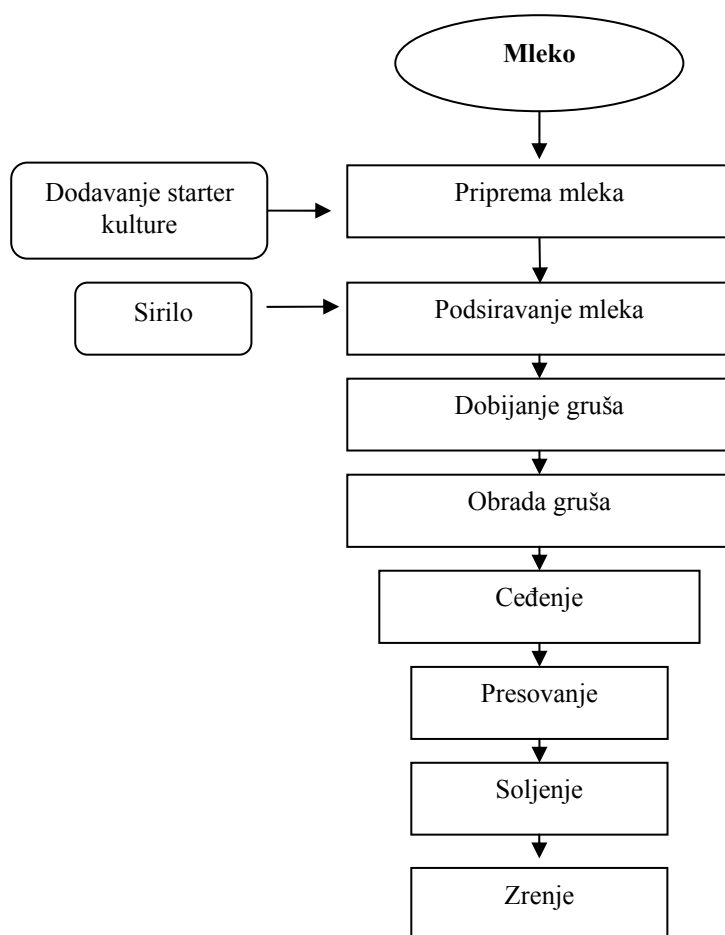 Mleko
Dodavanje starter
kulture
Priprema mleka
Sirilo
Podsiravanje mleka
Dobijanje gruša
Obrada gruša
Ceđenje
Presovanje
Soljenje
Zrenje